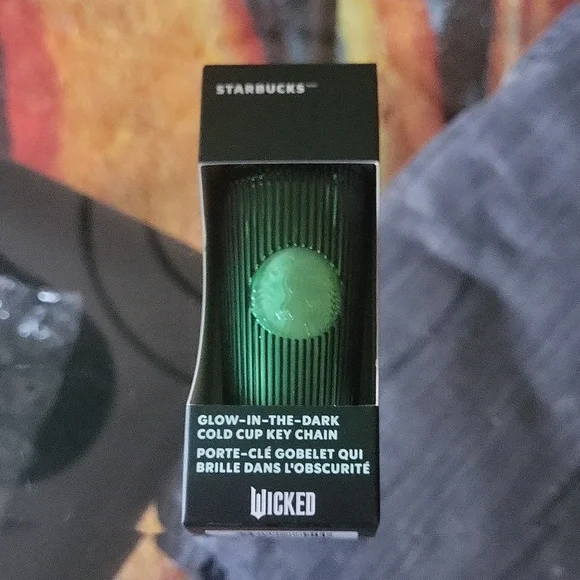 STARBUCKS
GLOW-IN-THE-DARK
COLD CUP KEY CHAIN
PORTE-CLÉ GOBELET QUI
BRILLE DANS L'OBSCURITÉ
WICKED